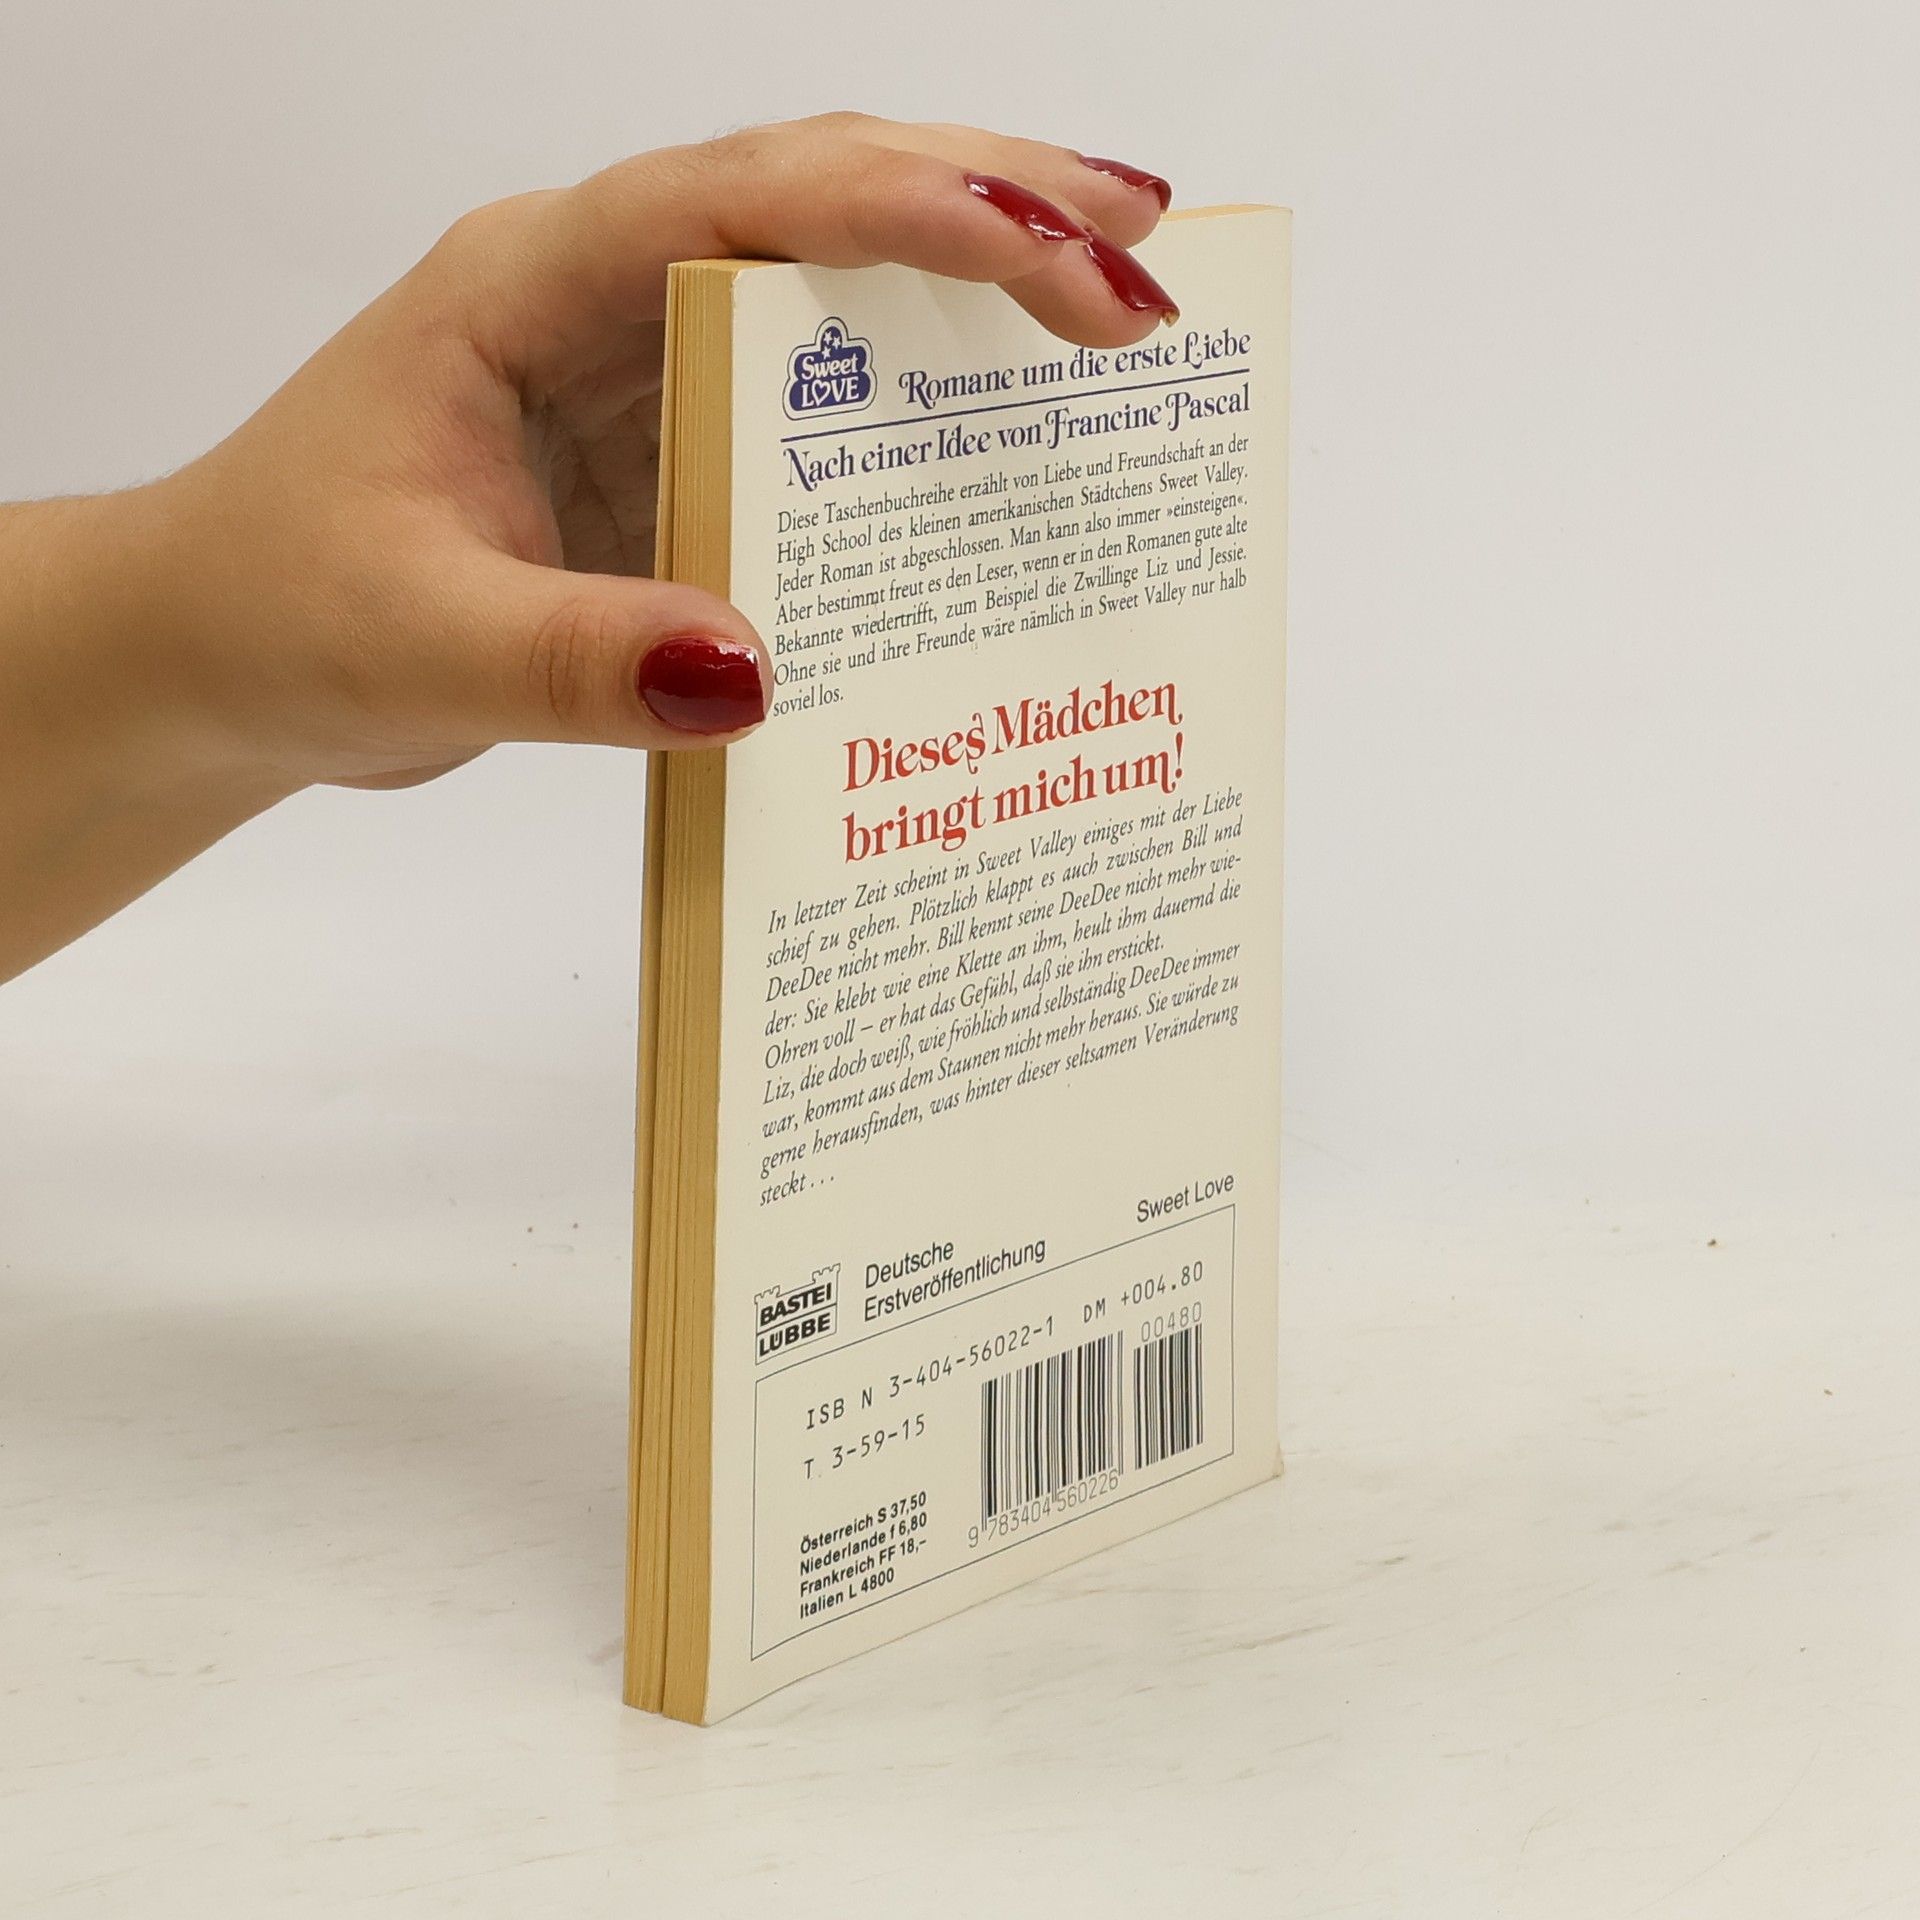 Sweet
LOVE
Romane um die erste Liebe
Nach einer Idee von Francine Pascal
Diese Taschenbuchreihe erzählt von Liebe und Freundschaft an der
High School des kleinen amerikanischen Städtchens Sweet Valley.
Jeder Roman ist abgeschlossen. Man kann also immer »einsteigen«.
Aber bestimmt freut es den Leser, wenn er in den Romanen gute alte
Bekannte wiedertrifft, zum Beispiel die Zwillinge Liz und Jessie.
Ohne sie und ihre Freunde wäre nämlich in Sweet Valley nur halb
soviel los.
Dieses Mädchen
bringt mich um!
In letzter Zeit scheint in Sweet Valley einiges mit der Liebe
schief zu gehen. Plötzlich klappt es auch zwischen Bill und
DeeDee nicht mehr. Bill kennt seine DeeDee nicht mehr wie-
der: Sie klebt wie eine Klette an ihm, heult ihm dauernd die
Ohren voll – er hat das Gefühl, daß sie ihn erstickt.
Liz, die doch weiß, wie fröhlich und selbständig DeeDee immer
war, kommt aus dem Staunen nicht mehr heraus. Sie würde zu
gerne herausfinden, was hinter dieser seltsamen Veränderung
steckt . . .
Sweet Love
BASTEI
LÜBBE
Deutsche
Erstveröffentlichung
ISB N 3-404-56022-1 DM +004.80
T. 3-59-15
00480
9 783404 560226
Österreich S 37,50
Niederlande f 6,80
Frankreich FF 18,-
Italien L 4800